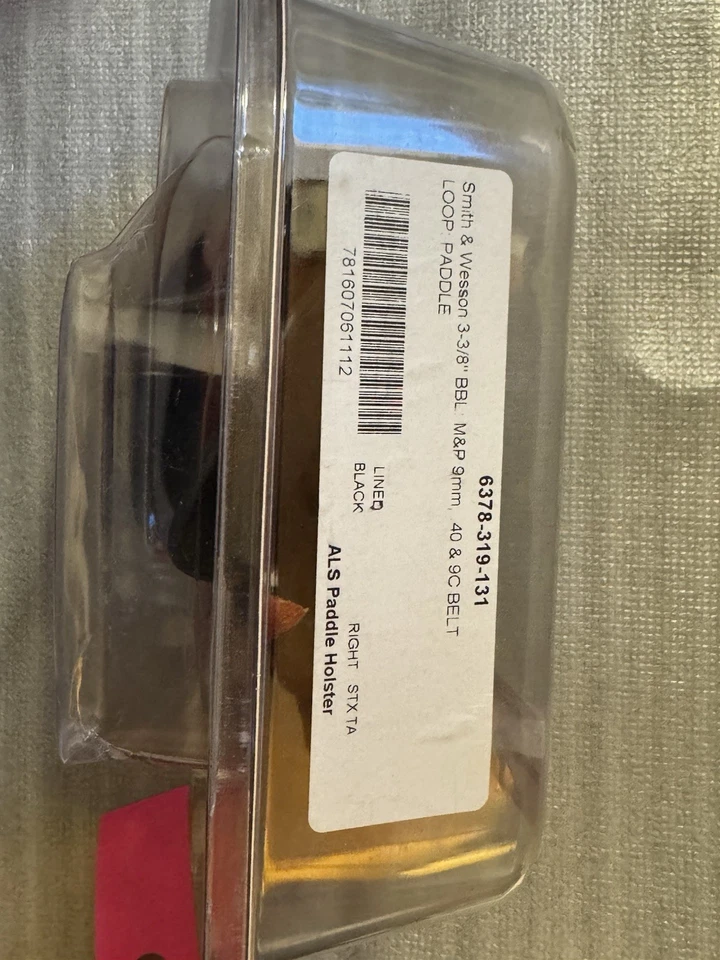 6378-319-131
Smith & Wesson 3-3/8" BBL: M&P 9mm, 40 & 9C BELT
LOOP: PADDLE
781607061112
LINED
BLACK
RIGHT STX TA
ALS Paddle Holster